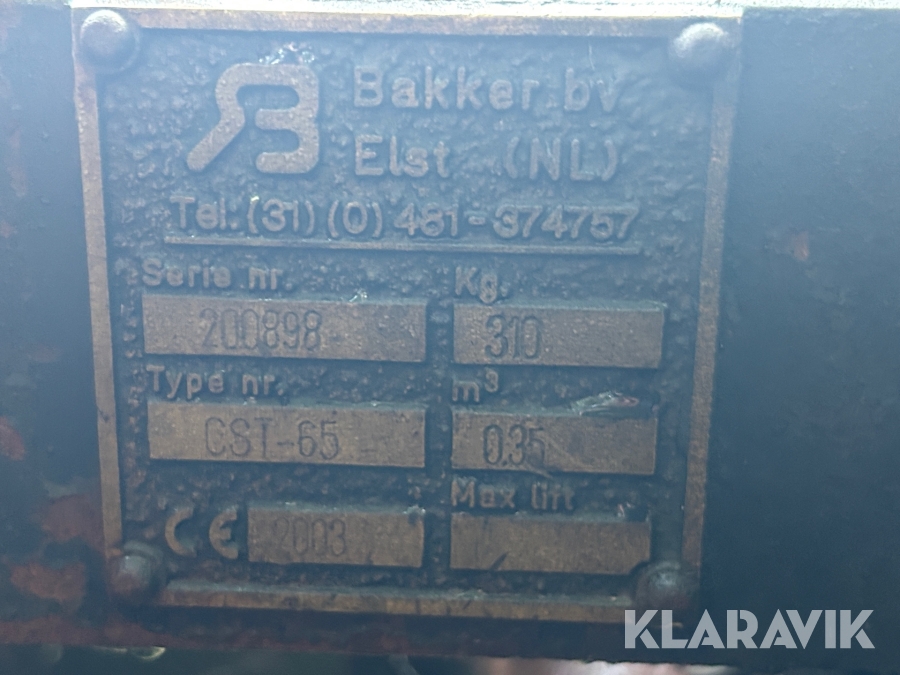 B
Bakker bv
Elst (NL)
Tel. (31) (0) 481-374757
Serie nr. Kg.
200898 310
Type nr. m³
CST-65 0.35
Max lift
CE 2003
KLARAVIK